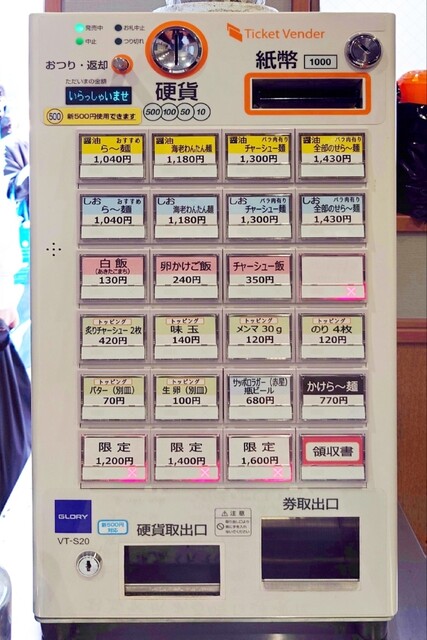 発売中 お札中止
中止 つり切れ
Ticket Vender
おつり・返却
ただいまの金額
いらっしゃいませ
硬貨
紙幣 1000
500 新500円使用できます
500 100 50 10
醤油 おすすめ
ら〜麺
1,040円
醤油
海老わんたん麺
1,180円
醤油 バラ肉有り
チャーシュー麺
1,300円
醤油 バラ肉有り
全部のせら〜麺
1,430円
しお おすすめ
ら〜麺
1,040円
しお
海老わんたん麺
1,180円
しお バラ肉有り
チャーシュー麺
1,300円
しお バラ肉有り
全部のせら〜麺
1,430円
白飯
(あきたこまち)
130円
卵かけご飯
240円
チャーシュー飯
350円
トッピング
炙りチャーシュー 2枚
420円
トッピング
味玉
140円
トッピング
メンマ 30g
120円
トッピング
のり 4枚
120円
トッピング
バター(別皿)
70円
トッピング
生卵(別皿)
100円
サッポロラガー(赤星)
瓶ビール
680円
かけら〜麺
770円
限定
1,200円
限定
1,400円
限定
1,600円
領収書
GLORY
新500円
対応
VT-S20
硬貨取出口
注意
券取出口